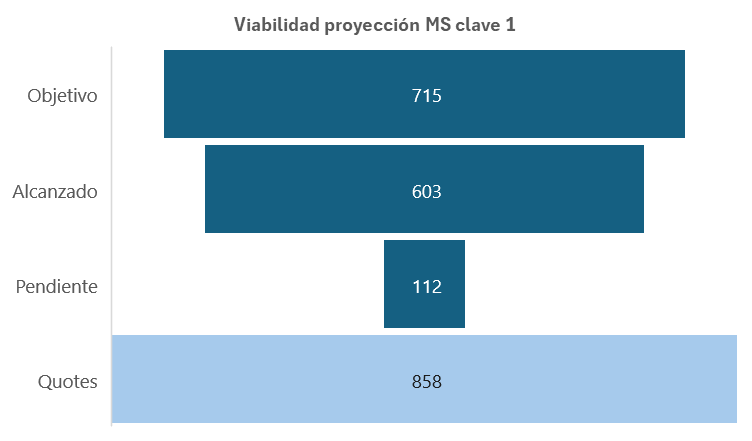 Viabilidad proyección MS clave 1
Objetivo 715
Alcanzado 603
Pendiente 112
Quotes 858